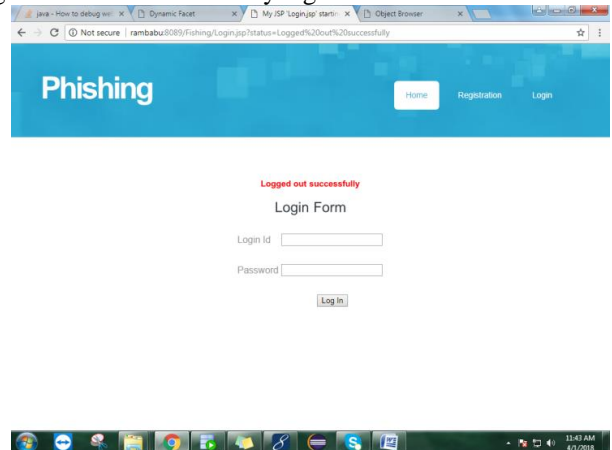 java - How to debug wel
Dynamic Facet
My JSP 'Login.jsp' startin
Object Browser
Not secure | rambabu:8089/Fishing/Login.jsp?status=Logged%20out%20successfully
Phishing
Home
Registration
Login
Logged out successfully
Login Form
Login Id
Password
Log In
11:43 AM
4/1/2018